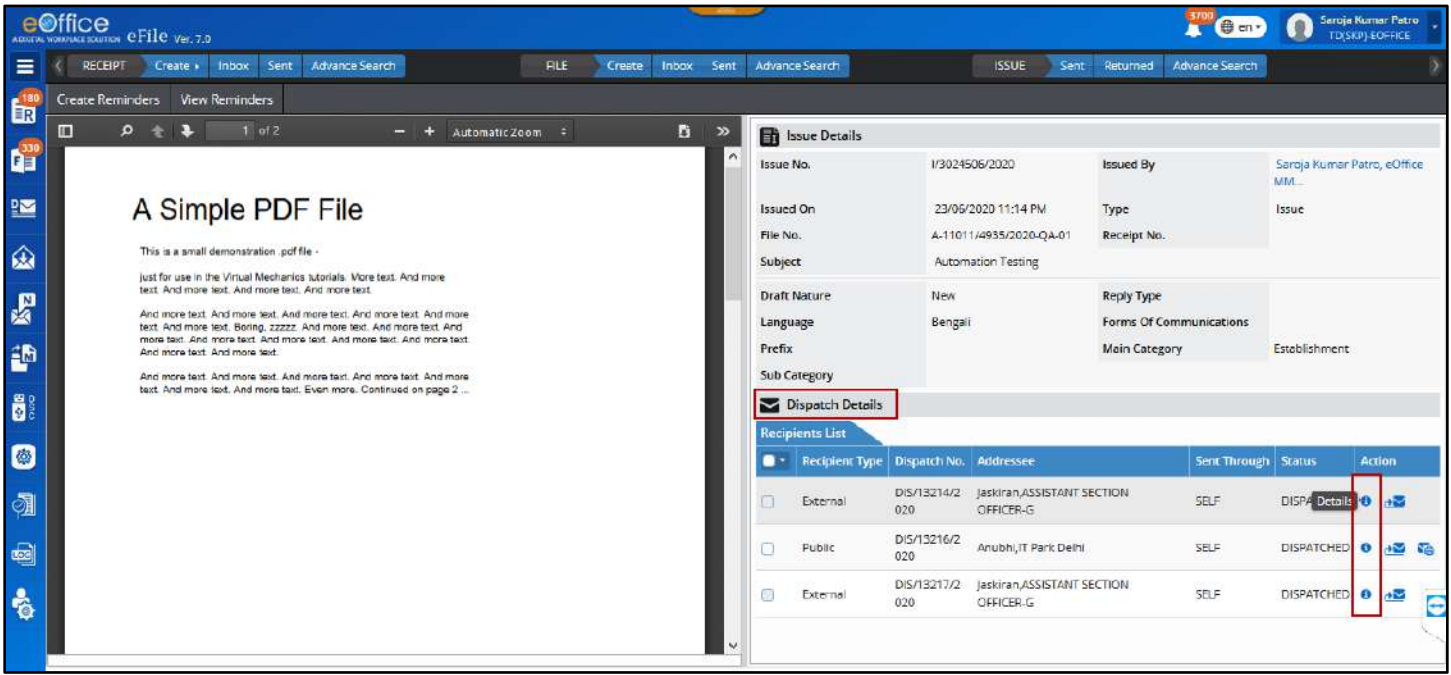 eOffice
A DIGITAL WORKPLACE SOLUTION eFile Ver. 7.0
3700
en
Saroja Kumar Patro
TD(SKP)-EOFFICE
RECEIPT Create Inbox Sent Advance Search FILE Create Inbox Sent Advance Search ISSUE Sent Returned Advance Search
Create Reminders View Reminders
180
R
330
F
D
N
M
DSC
LOG
1 of 2 − + Automatic Zoom
A Simple PDF File
This is a small demonstration .pdf file -
just for use in the Virtual Mechanics tutorials. More text. And more
text. And more text. And more text. And more text.
And more text. And more text. And more text. And more text. And more
text. And more text. Boring, zzzzz. And more text. And more text. And
more text. And more text. And more text. And more text. And more text.
And more text. And more text.
And more text. And more text. And more text. And more text. And more
text. And more text. And more text. Even more. Continued on page 2 ...
Issue Details
Issue No. I/3024506/2020 Issued By Saroja Kumar Patro, eOffice
MM...
Issued On 23/06/2020 11:14 PM Type Issue
File No. A-11011/4935/2020-QA-01 Receipt No.
Subject Automation Testing
Draft Nature New Reply Type
Language Bengali Forms Of Communications
Prefix Main Category Establishment
Sub Category
Dispatch Details
Recipients List
Recipient Type Dispatch No. Addressee Sent Through Status Action
External DIS/13214/2 Jaskiran,ASSISTANT SECTION SELF DISPA Details
020 OFFICER-G
Public DIS/13216/2 Anubhi,IT Park Delhi SELF DISPATCHED
020
External DIS/13217/2 Jaskiran,ASSISTANT SECTION SELF DISPATCHED
020 OFFICER-G